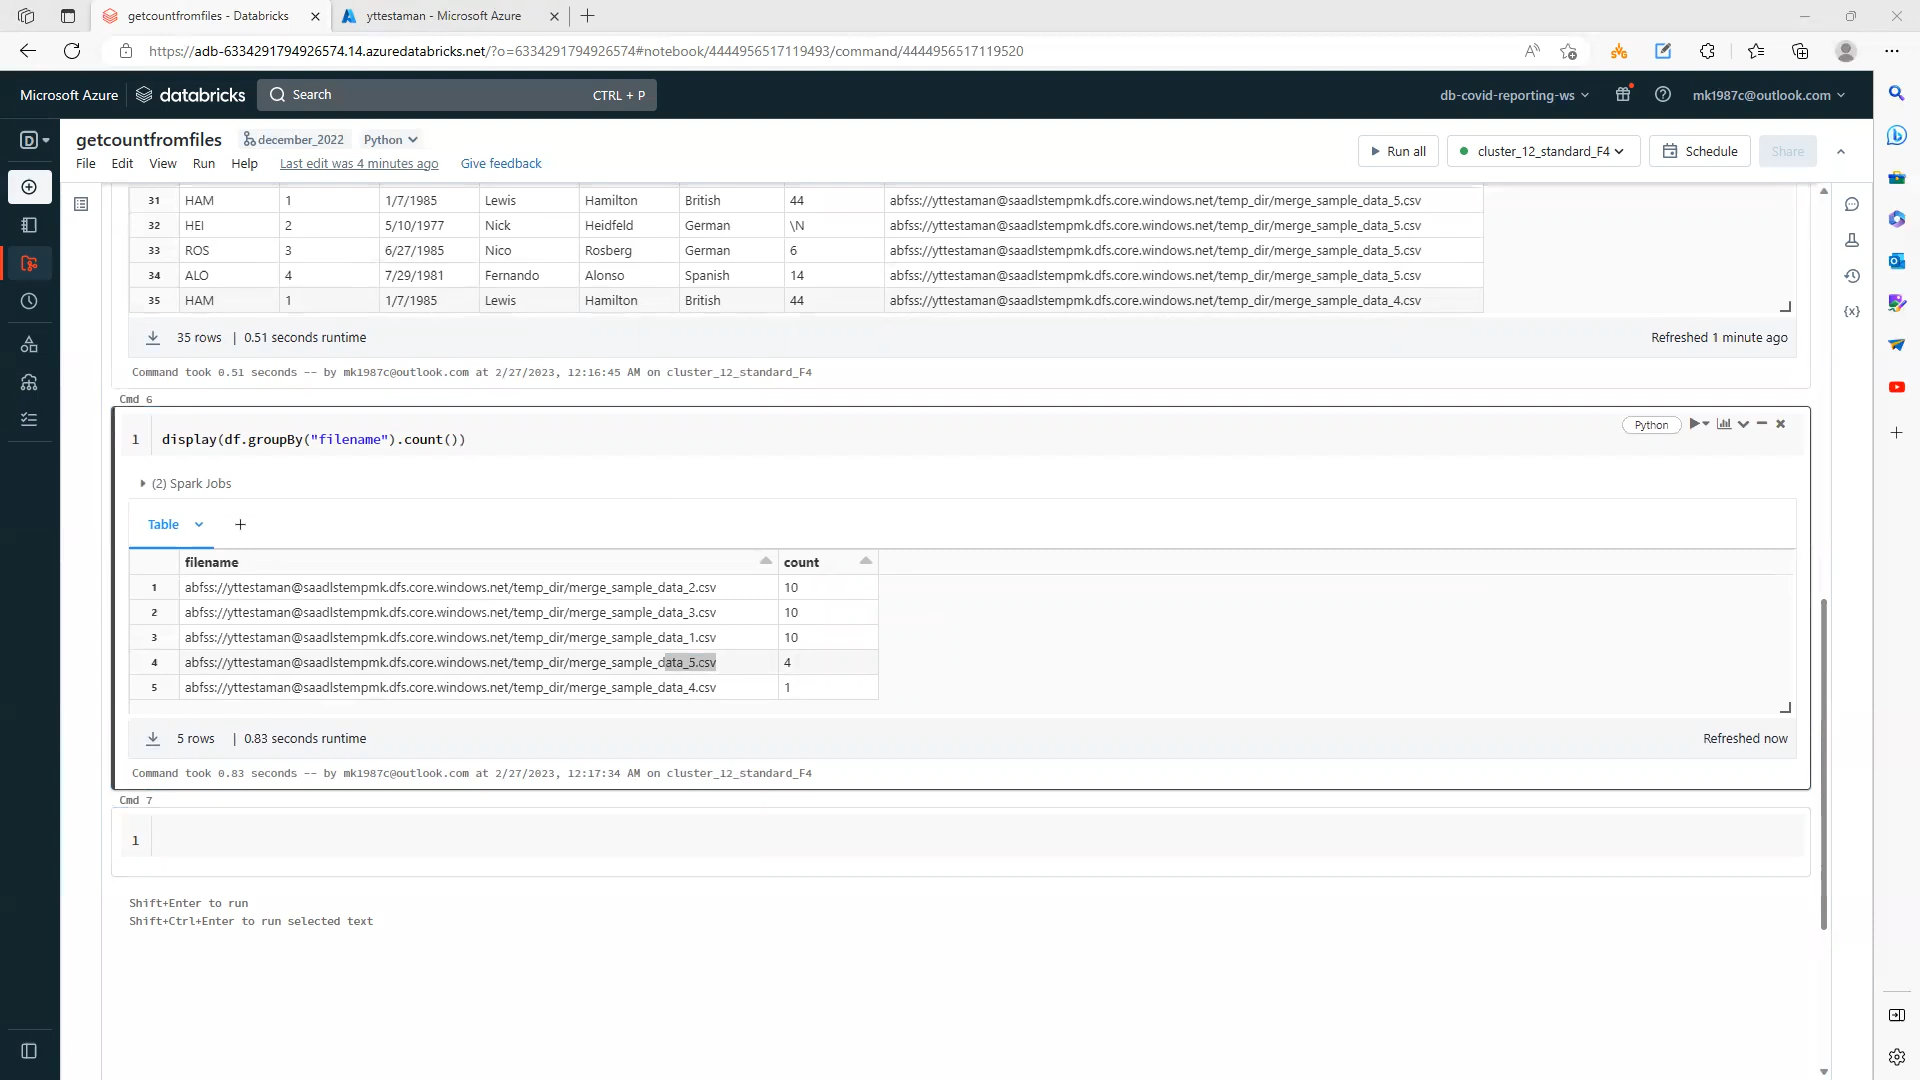 getcountfromfiles - Databricks
yttestaman - Microsoft Azure
https://adb-6334291794926574.14.azuredatabricks.net/?o=6334291794926574#notebook/4444956517119493/command/4444956517119520
Microsoft Azure databricks Search CTRL + P db-covid-reporting-ws mk1987c@outlook.com
getcountfromfiles december_2022 Python
File Edit View Run Help Last edit was 4 minutes ago Give feedback
Run all cluster_12_standard_F4 Schedule Share
31 HAM 1 1/7/1985 Lewis Hamilton British 44 abfss://yttestaman@saadlstempmk.dfs.core.windows.net/temp_dir/merge_sample_data_5.csv
32 HEI 2 5/10/1977 Nick Heidfeld German \N abfss://yttestaman@saadlstempmk.dfs.core.windows.net/temp_dir/merge_sample_data_5.csv
33 ROS 3 6/27/1985 Nico Rosberg German 6 abfss://yttestaman@saadlstempmk.dfs.core.windows.net/temp_dir/merge_sample_data_5.csv
34 ALO 4 7/29/1981 Fernando Alonso Spanish 14 abfss://yttestaman@saadlstempmk.dfs.core.windows.net/temp_dir/merge_sample_data_5.csv
35 HAM 1 1/7/1985 Lewis Hamilton British 44 abfss://yttestaman@saadlstempmk.dfs.core.windows.net/temp_dir/merge_sample_data_4.csv
35 rows | 0.51 seconds runtime Refreshed 1 minute ago
Command took 0.51 seconds -- by mk1987c@outlook.com at 2/27/2023, 12:16:45 AM on cluster_12_standard_F4
Cmd 6
Python
1 display(df.groupBy("filename").count())
(2) Spark Jobs
Table
filename count
1 abfss://yttestaman@saadlstempmk.dfs.core.windows.net/temp_dir/merge_sample_data_2.csv 10
2 abfss://yttestaman@saadlstempmk.dfs.core.windows.net/temp_dir/merge_sample_data_3.csv 10
3 abfss://yttestaman@saadlstempmk.dfs.core.windows.net/temp_dir/merge_sample_data_1.csv 10
4 abfss://yttestaman@saadlstempmk.dfs.core.windows.net/temp_dir/merge_sample_data_5.csv 4
5 abfss://yttestaman@saadlstempmk.dfs.core.windows.net/temp_dir/merge_sample_data_4.csv 1
5 rows | 0.83 seconds runtime Refreshed now
Command took 0.83 seconds -- by mk1987c@outlook.com at 2/27/2023, 12:17:34 AM on cluster_12_standard_F4
Cmd 7
1
Shift+Enter to run
Shift+Ctrl+Enter to run selected text